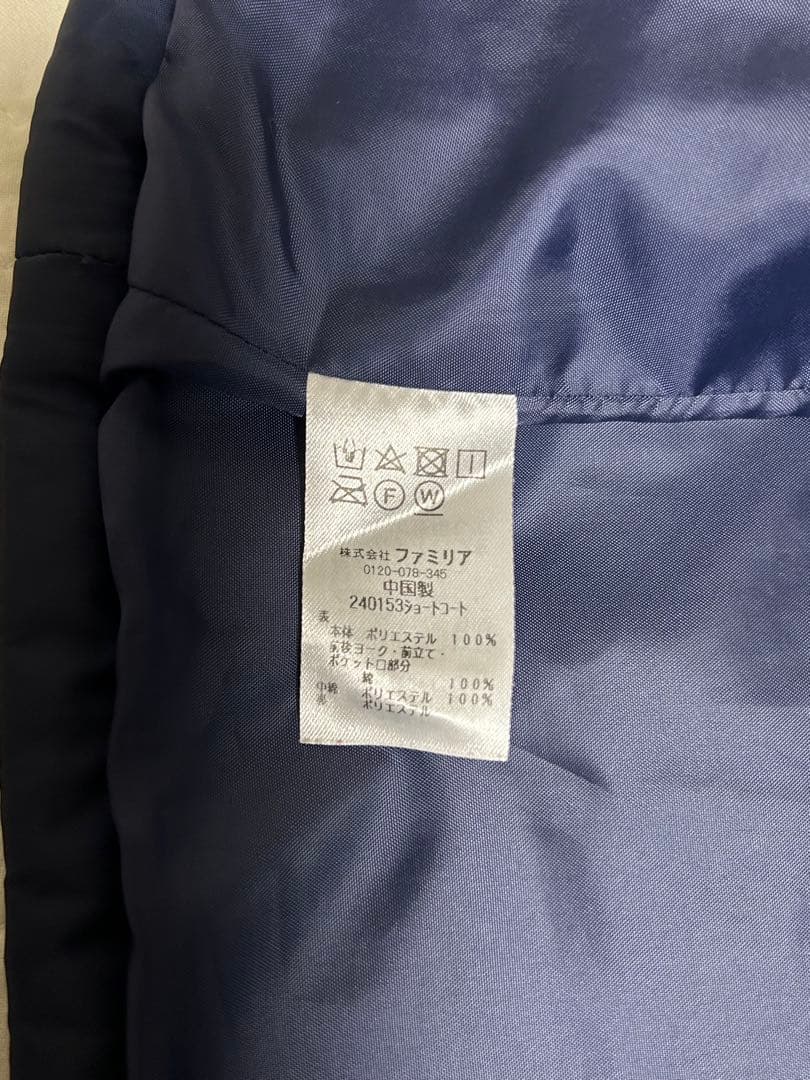 F W
株式会社 ファミリア
0120-078-345
中国製
240153ショートコート
表
本体 ポリエステル 100%
前後ヨーク・前立て・
ポケット口部分
綿 100%
中綿 ポリエステル 100%
ポリエステル